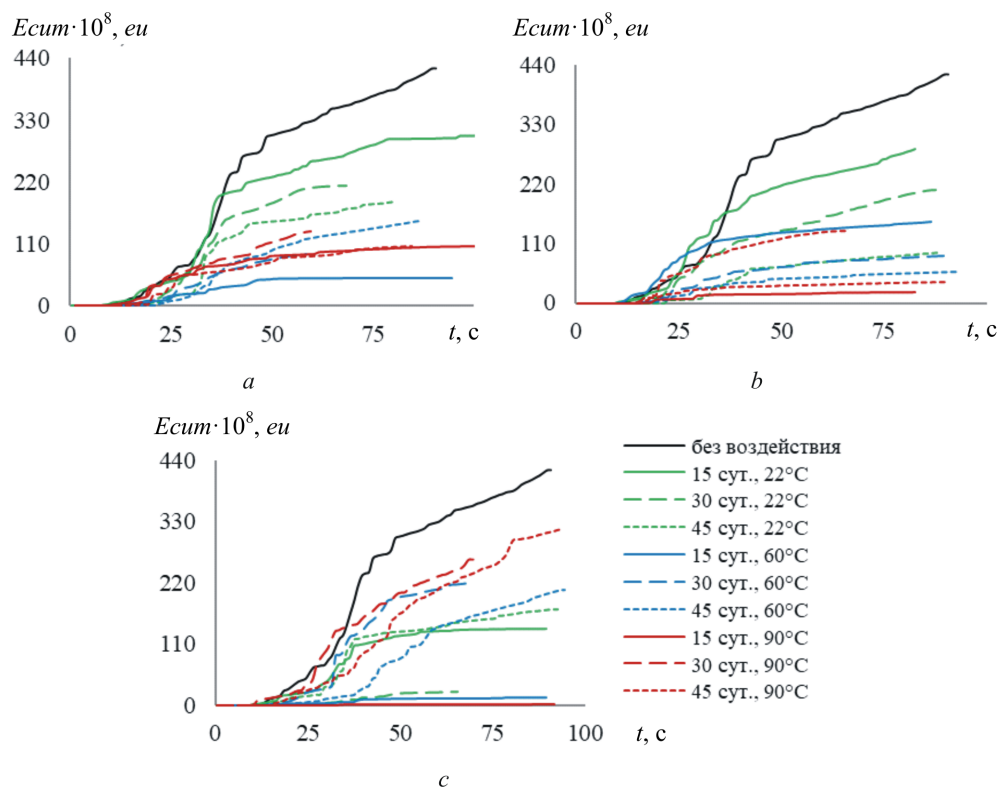 Ecum·10⁸, eu
440
330
220
110
0
0 25 50 75 t, с
a
Ecum·10⁸, eu
440
330
220
110
0
0 25 50 75 t, с
b
Ecum·10⁸, eu
440
330
220
110
0
0 25 50 75 100 t, с
c
без воздействия
15 сут., 22°C
30 сут., 22°C
45 сут., 22°C
15 сут., 60°C
30 сут., 60°C
45 сут., 60°C
15 сут., 90°C
30 сут., 90°C
45 сут., 90°C